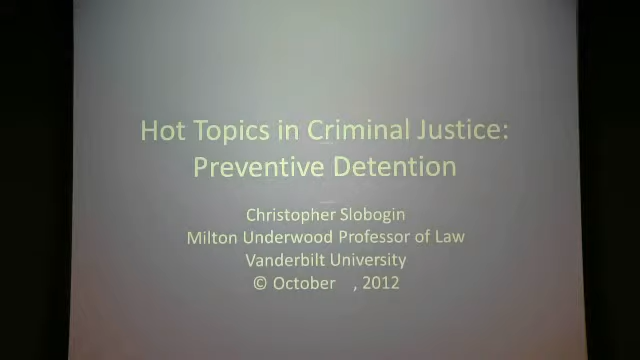 Hot Topics in Criminal Justice:
Preventive Detention
Christopher Slobogin
Milton Underwood Professor of Law
Vanderbilt University
© October , 2012